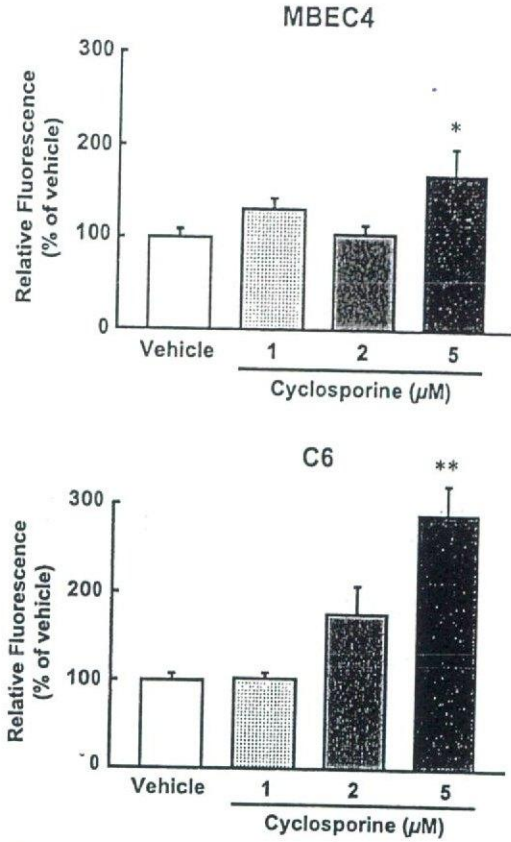 MBEC4
300
200
100
0
Relative Fluorescence
(% of vehicle)
*
Vehicle
1
2
5
Cyclosporine (µM)
C6
300
200
100
0
Relative Fluorescence
(% of vehicle)
**
Vehicle
1
2
5
Cyclosporine (µM)